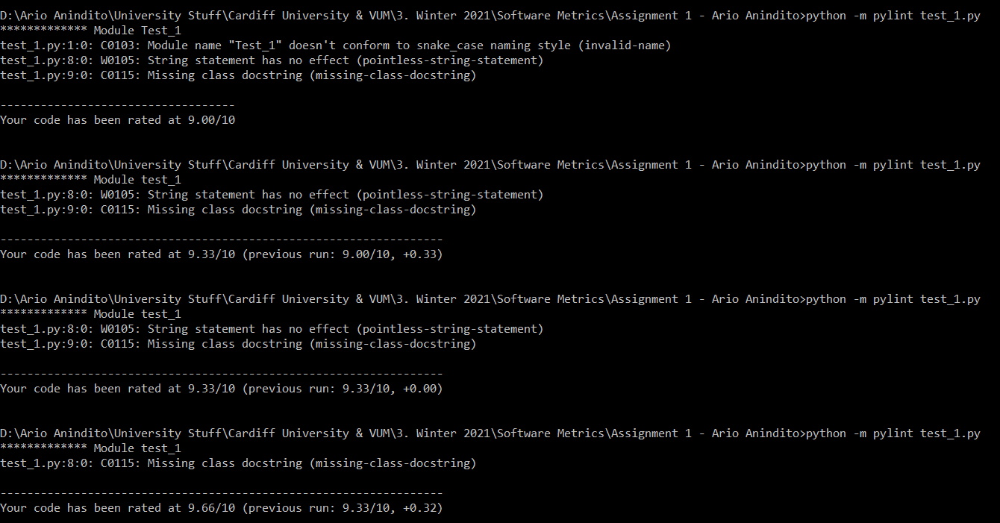 D:\Ario Anindito\University Stuff\Cardiff University & VUM\3. Winter 2021\Software Metrics\Assignment 1 - Ario Anindito>python -m pylint test_1.py
************* Module Test_1
test_1.py:1:0: C0103: Module name "Test_1" doesn't conform to snake_case naming style (invalid-name)
test_1.py:8:0: W0105: String statement has no effect (pointless-string-statement)
test_1.py:9:0: C0115: Missing class docstring (missing-class-docstring)
-----------------------------------
Your code has been rated at 9.00/10
D:\Ario Anindito\University Stuff\Cardiff University & VUM\3. Winter 2021\Software Metrics\Assignment 1 - Ario Anindito>python -m pylint test_1.py
************* Module test_1
test_1.py:8:0: W0105: String statement has no effect (pointless-string-statement)
test_1.py:9:0: C0115: Missing class docstring (missing-class-docstring)
------------------------------------------------------------------
Your code has been rated at 9.33/10 (previous run: 9.00/10, +0.33)
D:\Ario Anindito\University Stuff\Cardiff University & VUM\3. Winter 2021\Software Metrics\Assignment 1 - Ario Anindito>python -m pylint test_1.py
************* Module test_1
test_1.py:8:0: W0105: String statement has no effect (pointless-string-statement)
test_1.py:9:0: C0115: Missing class docstring (missing-class-docstring)
------------------------------------------------------------------
Your code has been rated at 9.33/10 (previous run: 9.33/10, +0.00)
D:\Ario Anindito\University Stuff\Cardiff University & VUM\3. Winter 2021\Software Metrics\Assignment 1 - Ario Anindito>python -m pylint test_1.py
************* Module test_1
test_1.py:8:0: C0115: Missing class docstring (missing-class-docstring)
------------------------------------------------------------------
Your code has been rated at 9.66/10 (previous run: 9.33/10, +0.32)